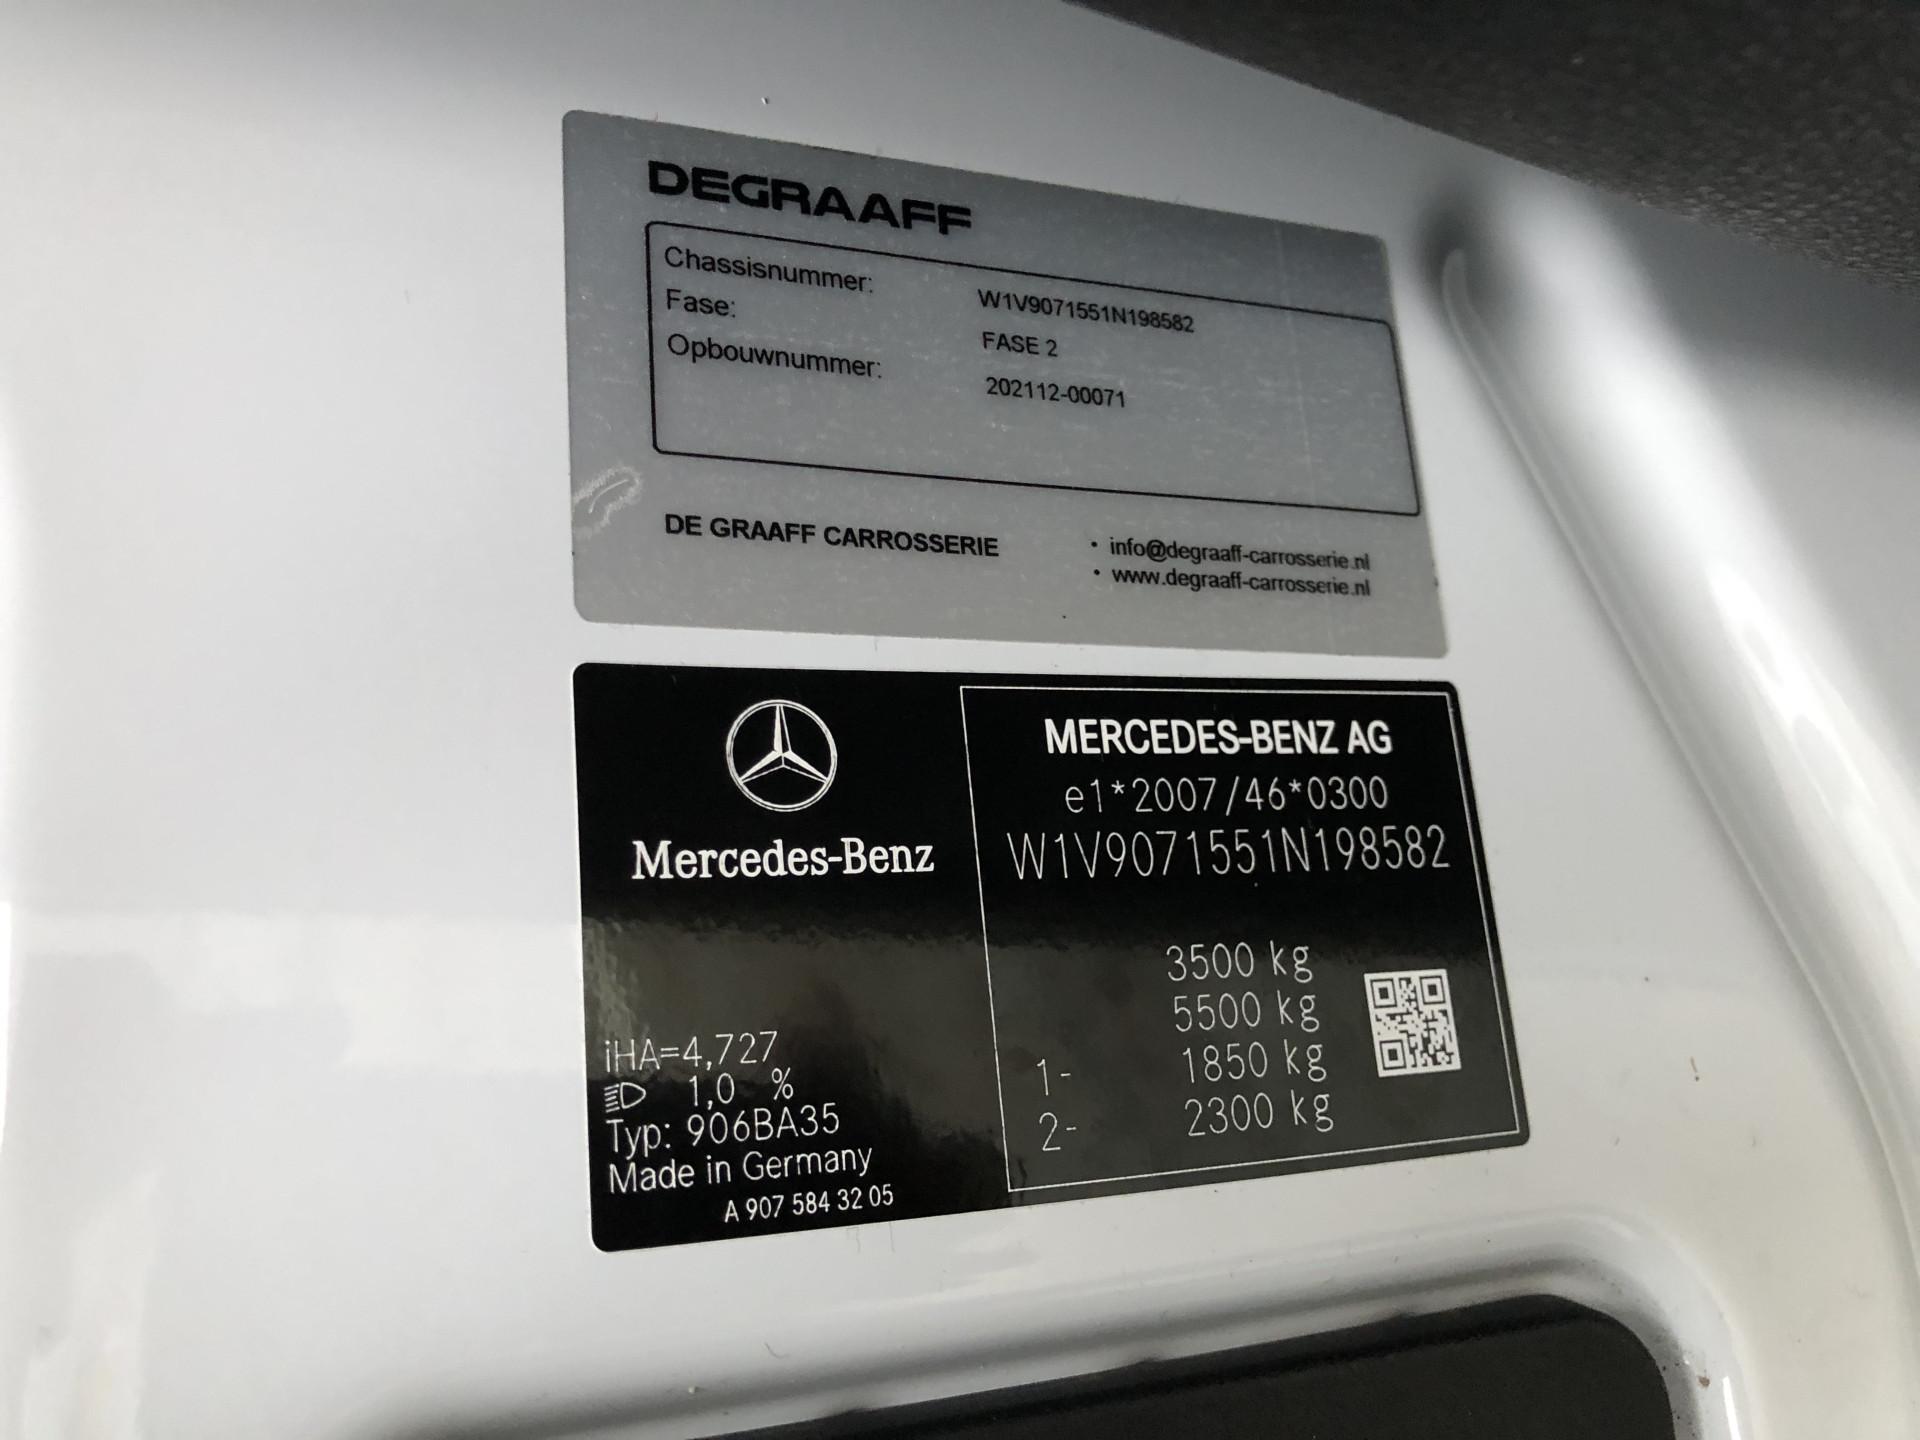 DEGRAAFF
Chassisnummer: W1V9071551N198582
Fase: FASE 2
Opbouwnummer: 202112-00071
DE GRAAFF CARROSSERIE
• info@degraaff-carrosserie.nl
• www.degraaff-carrosserie.nl
Mercedes-Benz
iHA=4,727
1,0 %
Typ: 906BA35
Made in Germany
A 907 584 32 05
MERCEDES-BENZ AG
e1*2007/46*0300
W1V9071551N198582
3500 kg
5500 kg
1- 1850 kg
2- 2300 kg